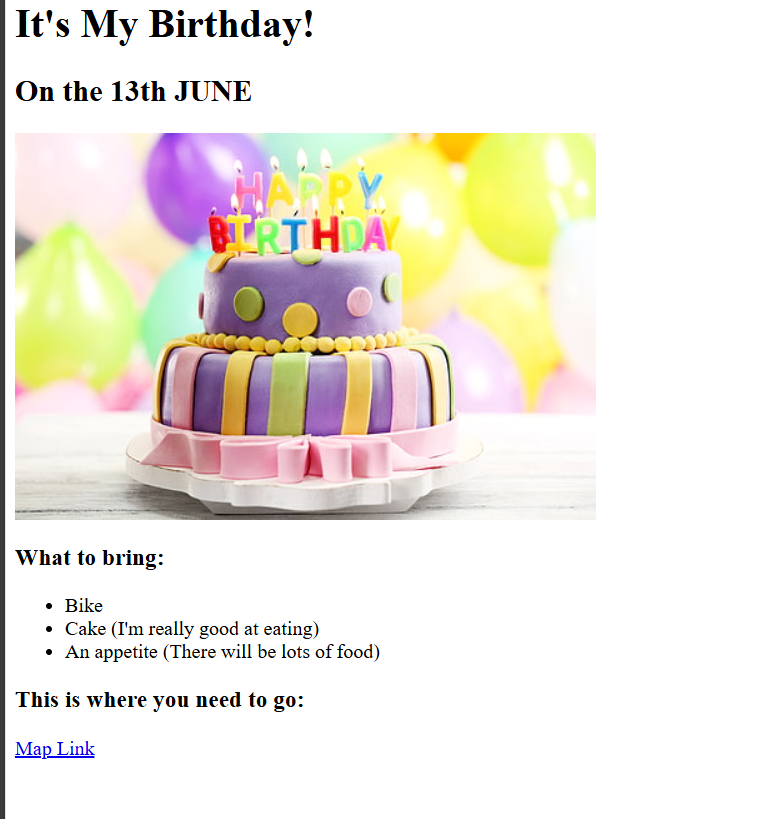 It's My Birthday!
On the 13th JUNE
HAPPY
BIRTHDAY
What to bring:
Bike
Cake (I'm really good at eating)
An appetite (There will be lots of food)
This is where you need to go:
Map Link